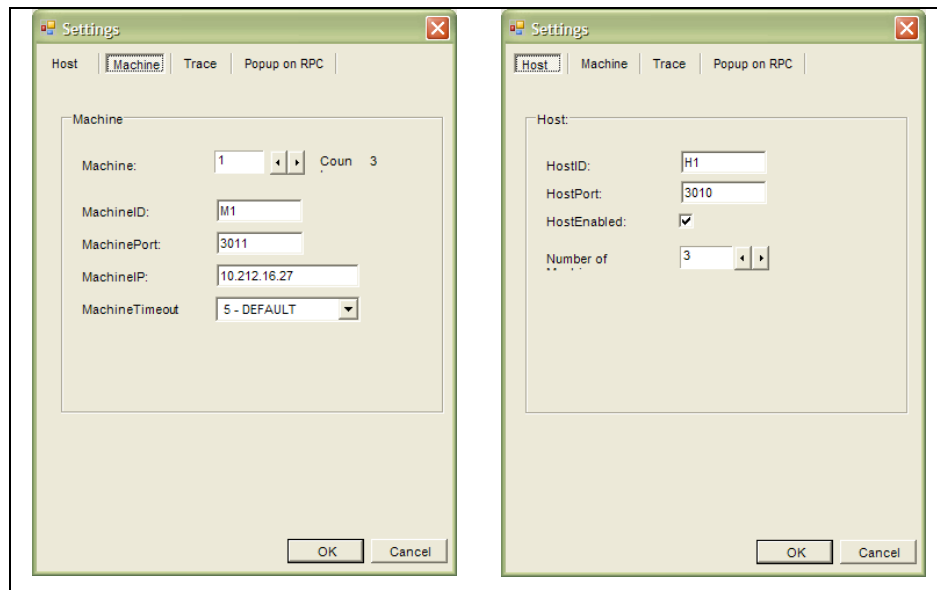 Settings
Host Machine Trace Popup on RPC
Machine
Machine: 1 Coun 3
MachineID: M1
MachinePort: 3011
MachineIP: 10.212.16.27
MachineTimeout 5 - DEFAULT
OK Cancel
Settings
Host Machine Trace Popup on RPC
Host:
HostID: H1
HostPort: 3010
HostEnabled:
Number of 3
OK Cancel